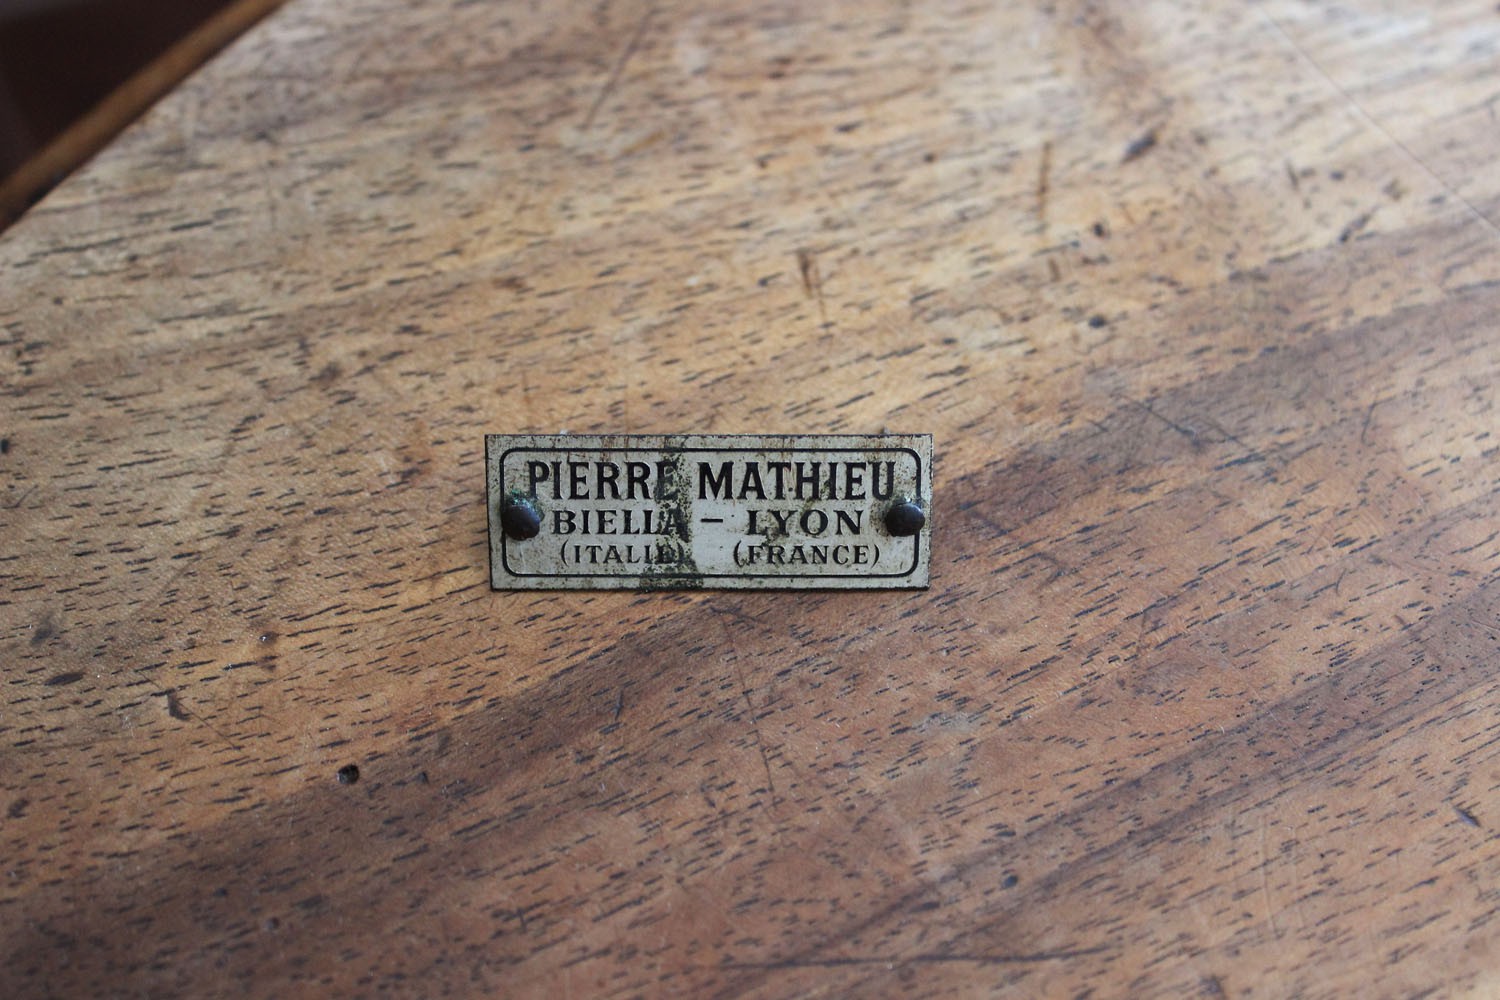 PIERRE MATHIEU
BIELLA - LYON
(ITALIE) (FRANCE)